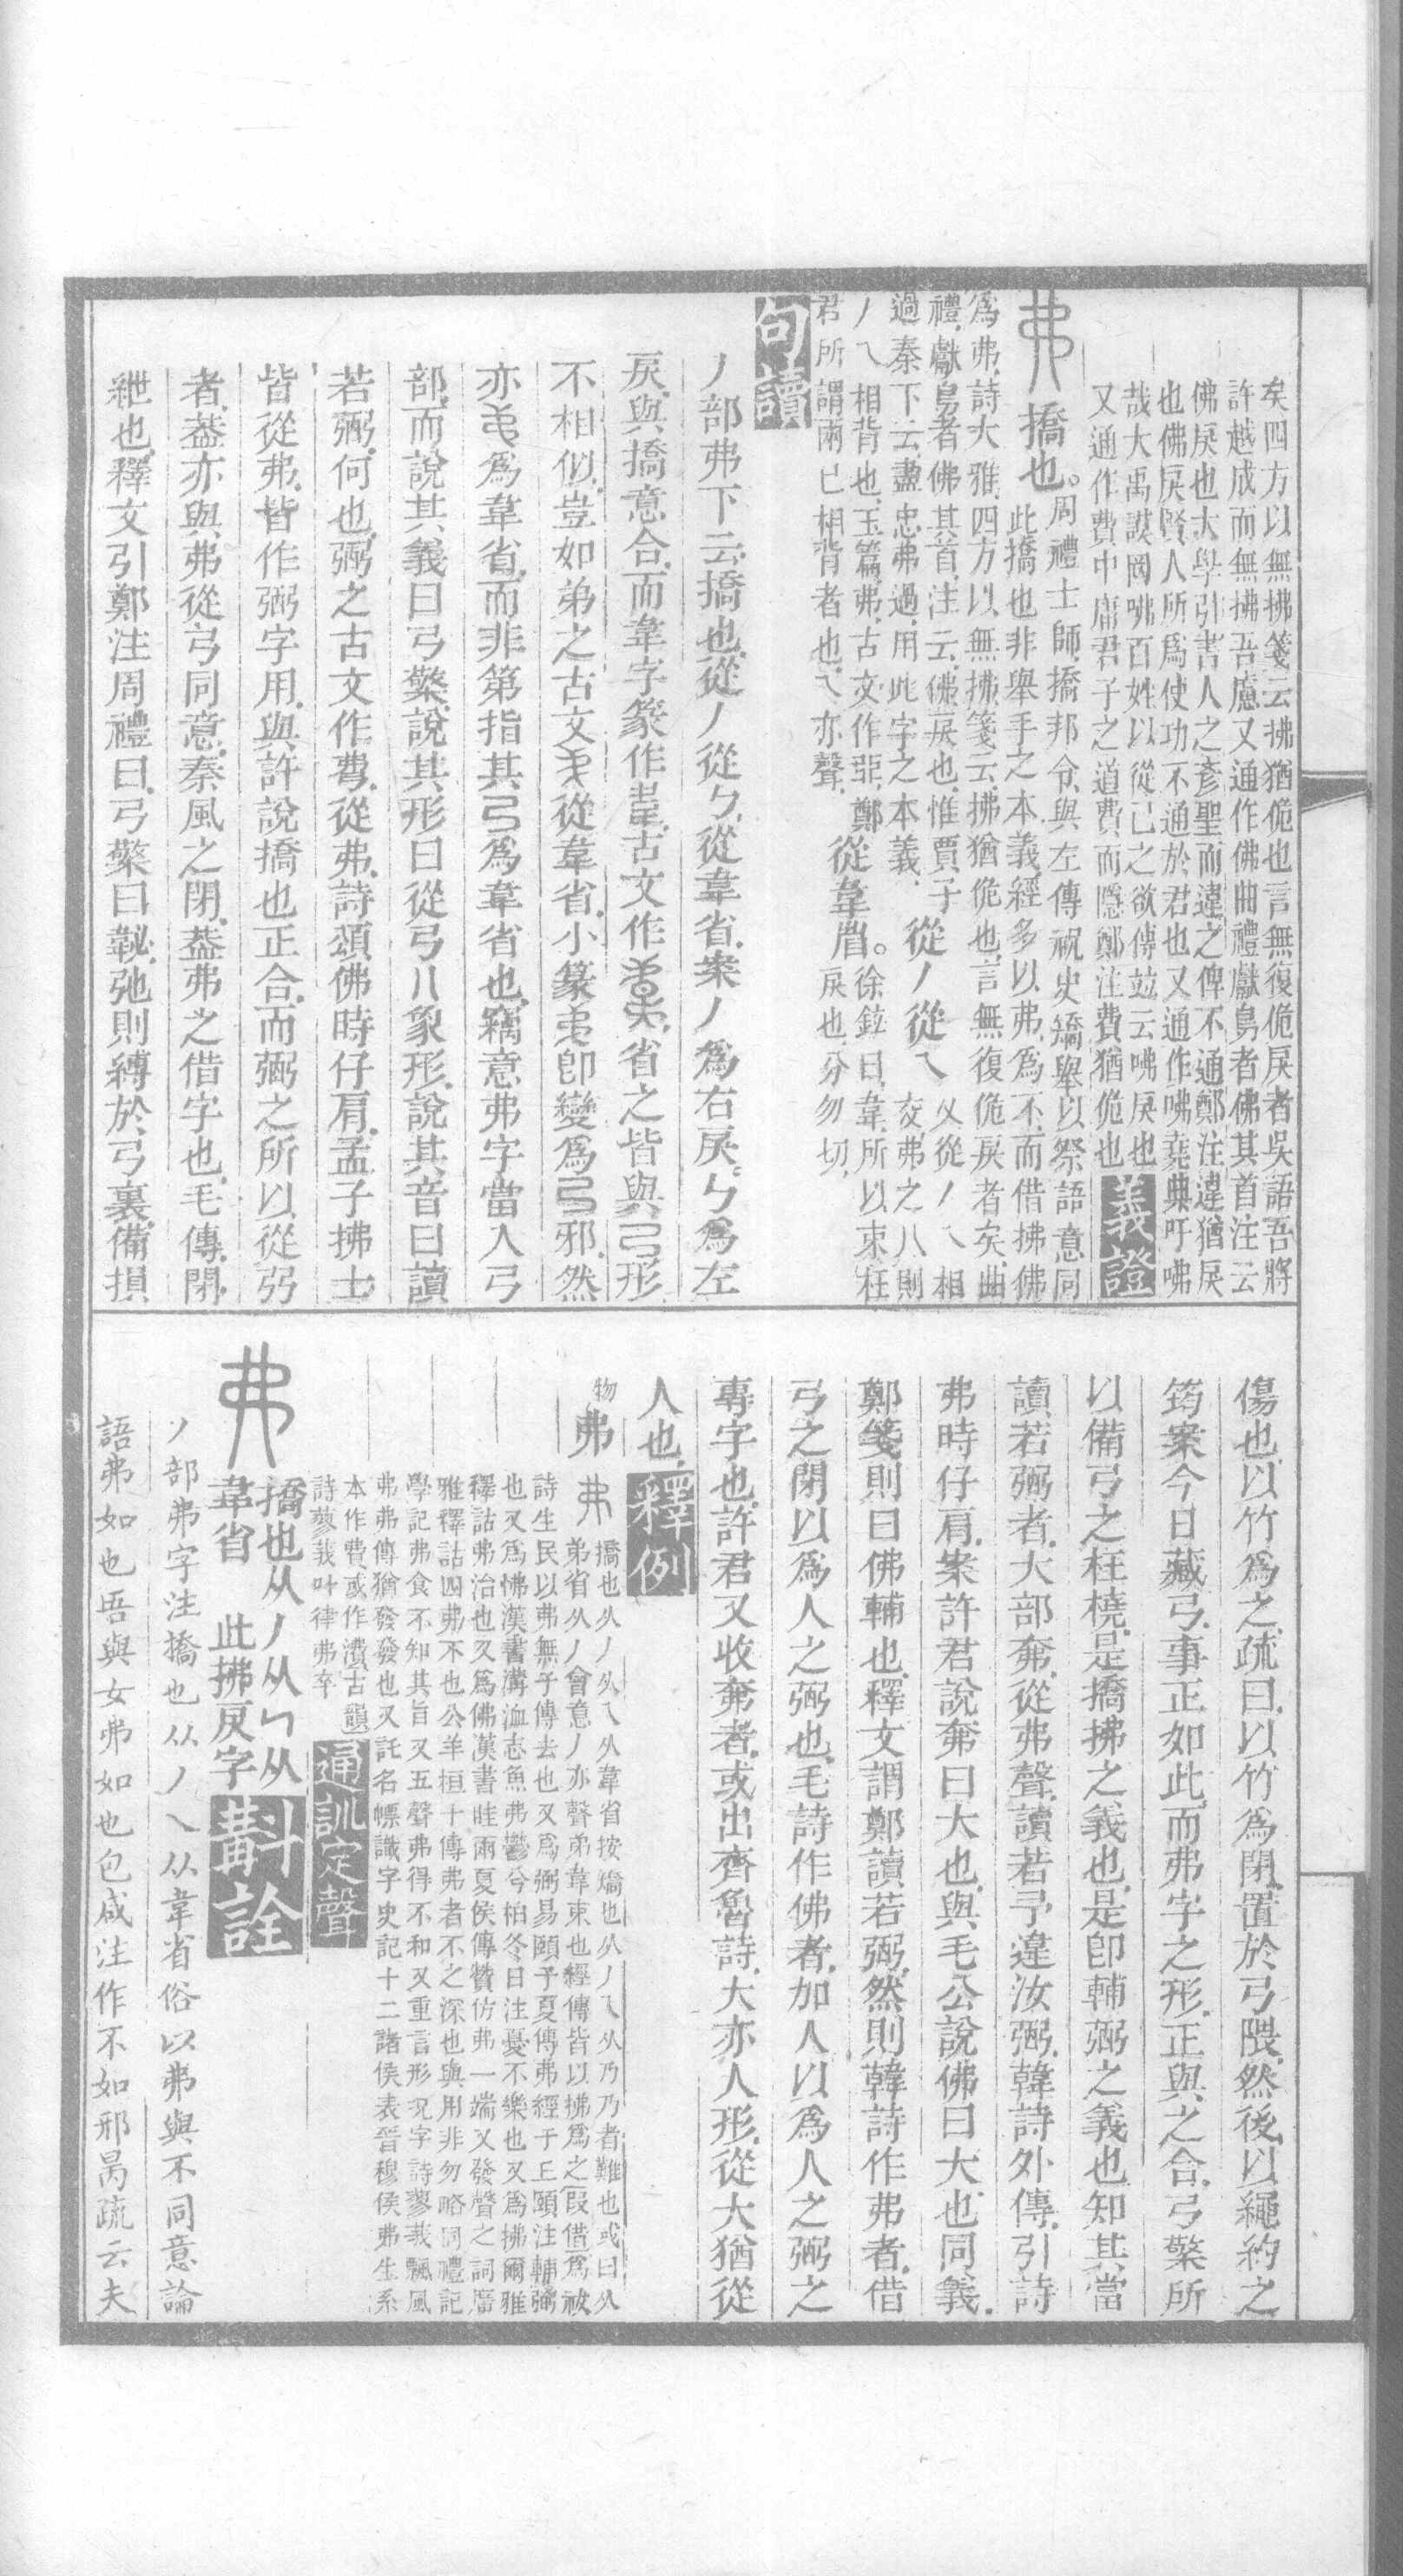 矣四方以無拂箋云拂猶佹也言無復佹戾者吳語吾將
許越成而無拂吾慮又通作佛曲禮獻鳥者佛其首注云
佛戾也大學引書人之彥聖而違之俾不通鄭注違猶戾
也佛戾賢人所爲使功不通於君也又通作咈堯典吁咈
哉大禹謨罔咈百姓以從已之欲傳竝云咈戾也
又通作費中庸君子之道費而隱鄭注費猶佹也 義證
撟也。周禮士師撟邦令與左傳祝史矯舉以祭語意同
此撟也非舉手之本義經多以弗爲不而借拂佛
爲弗詩大雅四方以無拂箋云拂猶佹也言無復佹戾者矣曲
禮獻鳥者佛其首注云佛戾也惟賈子
過秦下云盡忠弗過用此字之本義 從丿從乀 乂從丿乀相
交弗之八則
丿乀相背也玉篇弗古文作亞鄭
君所謂兩已相背者也乀亦聲 從韋省。徐鉉曰韋所以束枉
戾也分勿切
句讀
丿部弗下云撟也從丿從乀從韋省案丿爲右戾乀爲左
戾與撟意合而韋字篆作韋古文作 省之皆與弓形
不相似豈如弟之古文 從韋省小篆 卽變爲弓邪然
亦 爲韋省而非第指其弓爲韋省也竊意弗字當入弓
部而說其義曰弓檠說其形曰從弓八象形說其音曰讀
若弼何也弼之古文作 從弗詩頌佛時仔肩孟子拂士
皆從弗皆作弼字用與許說撟也正合而弼之所以從弜
者葢亦與弗從弓同意秦風之閉葢弗之借字也毛傳閉
紲也釋文引鄭注周禮曰弓檠曰䪐弛則縛於弓裏備損
傷也以竹爲之疏曰以竹爲閉置於弓隈然後以繩約之
筠案今日藏弓事正如此而弗字之形正與之合弓檠所
以備弓之枉橈是撟拂之義也是卽輔弼之義也知其當
讀若弼者大部奜從弗聲讀若予違汝弼韓詩外傳引詩
弗時仔肩案許君說奜曰大也與毛公說佛曰大也同義
鄭箋則曰佛輔也釋文謂鄭讀若弼然則韓詩作弗者借
弓之閉以爲人之弼也毛詩作佛者加人以爲人之弼之
專字也許君又收奜者或出齊魯詩大亦人形從大猶從
人也 釋例
物 弗 撟也从丿从乀从韋省按爞也从丿乀从乃乃者難也或曰从
弟省从丿會意丿亦聲弟韋束也經傳皆以拂爲之叚借爲祓
詩生民以弗無子傳去也又爲弼易頤子夏傳弗經于丘頤注輔弼
也又爲怫漢書溝洫志魚弗鬱兮柏冬日注憂不樂也又爲拂爾雅
釋詁弗治也又爲佛漢書眭兩夏侯傳贊仿弗一端又發聲之詞廣
雅釋詁四弗不也公羊桓十傳弗者不之深也與用非勿略同禮記
學記弗食不知其旨又五聲弗得不和又重言形況字詩蓼莪飄風
弗弗傳猶發發也又託名幖識字史記十二諸侯表晉穆侯弗生系
本作費或作濆古韻
詩蓼莪叶律弗卒 通訓定聲
撟也从丿从乀从
韋省 此拂戾字 斠詮
丿部弗字注撟也从丿乀从韋省俗以弗與不同意論
語弗如也吾與女弗如也包咸注作不如邢昺疏云夫